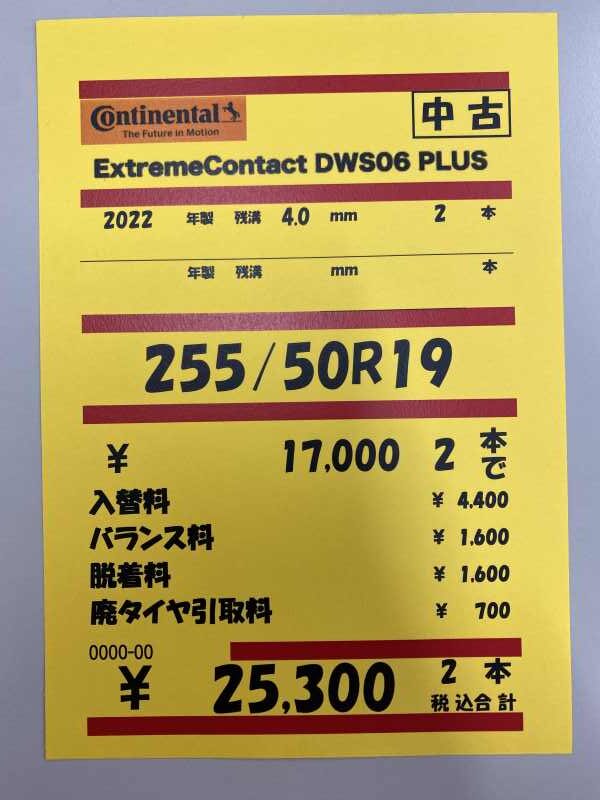 Continental
The Future in Motion
中古
ExtremeContact DWS06 PLUS
2022 年製 残溝 4.0 mm 2 本
年製 残溝 mm 本
255/50R19
¥ 17,000 2 本で
入替料 ¥ 4,400
バランス料 ¥ 1,600
脱着料 ¥ 1,600
廃タイヤ引取料 ¥ 700
0000-00
¥ 25,300 2 本
税込合計